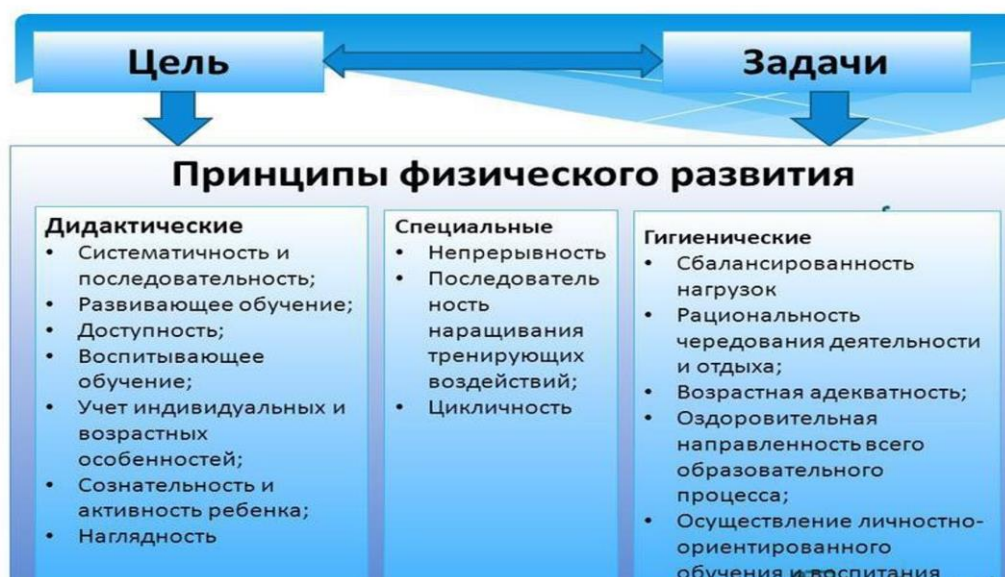 Цель
Задачи
Принципы физического развития
Дидактические
• Систематичность и
последовательность;
• Развивающее обучение;
• Доступность;
• Воспитывающее
обучение;
• Учет индивидуальных и
возрастных
особенностей;
• Сознательность и
активность ребенка;
• Наглядность
Специальные
• Непрерывность
• Последователь
ность
наращивания
тренирующих
воздействий;
• Цикличность
Гигиенические
• Сбалансированность
нагрузок
• Рациональность
чередования деятельности
и отдыха;
• Возрастная адекватность;
• Оздоровительная
направленность всего
образовательного
процесса;
• Осуществление личностно-
ориентированного
обучения и воспитания